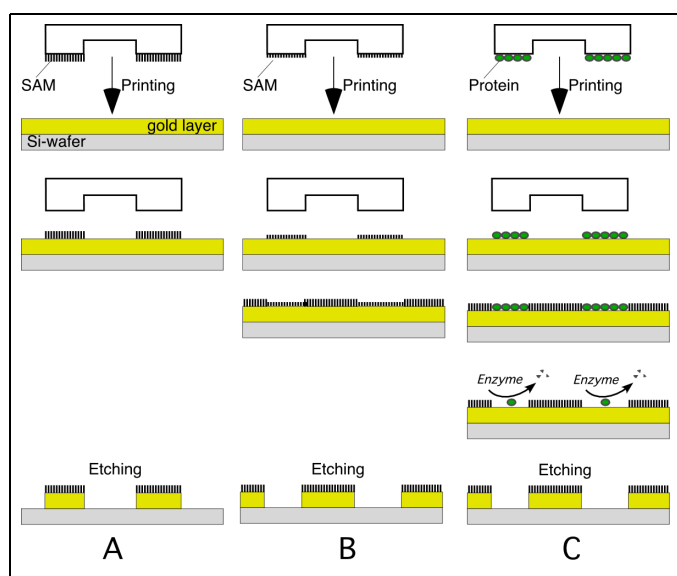 SAM
Printing
gold layer
Si-wafer
SAM
Printing
Protein
Printing
Enzyme
Enzyme
Etching
Etching
Etching
A
B
C